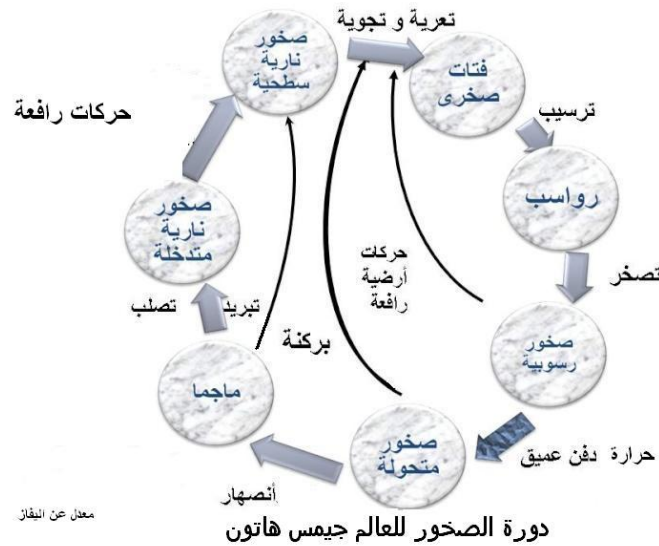 تعرية و تجوية
صخور
نارية
سطحية
فتات
صخرى
ترسيب
حركات رافعة
رواسب
صخور
نارية
متدخلة
حركات
أرضية
رافعة
تصخر
تبريد تصلب
بركنة
صخور
رسوبية
ماجما
صخور
متحولة
حرارة دفن عميق
أنصهار
معدل عن اليفاز
دورة الصخور للعالم جيمس هاتون